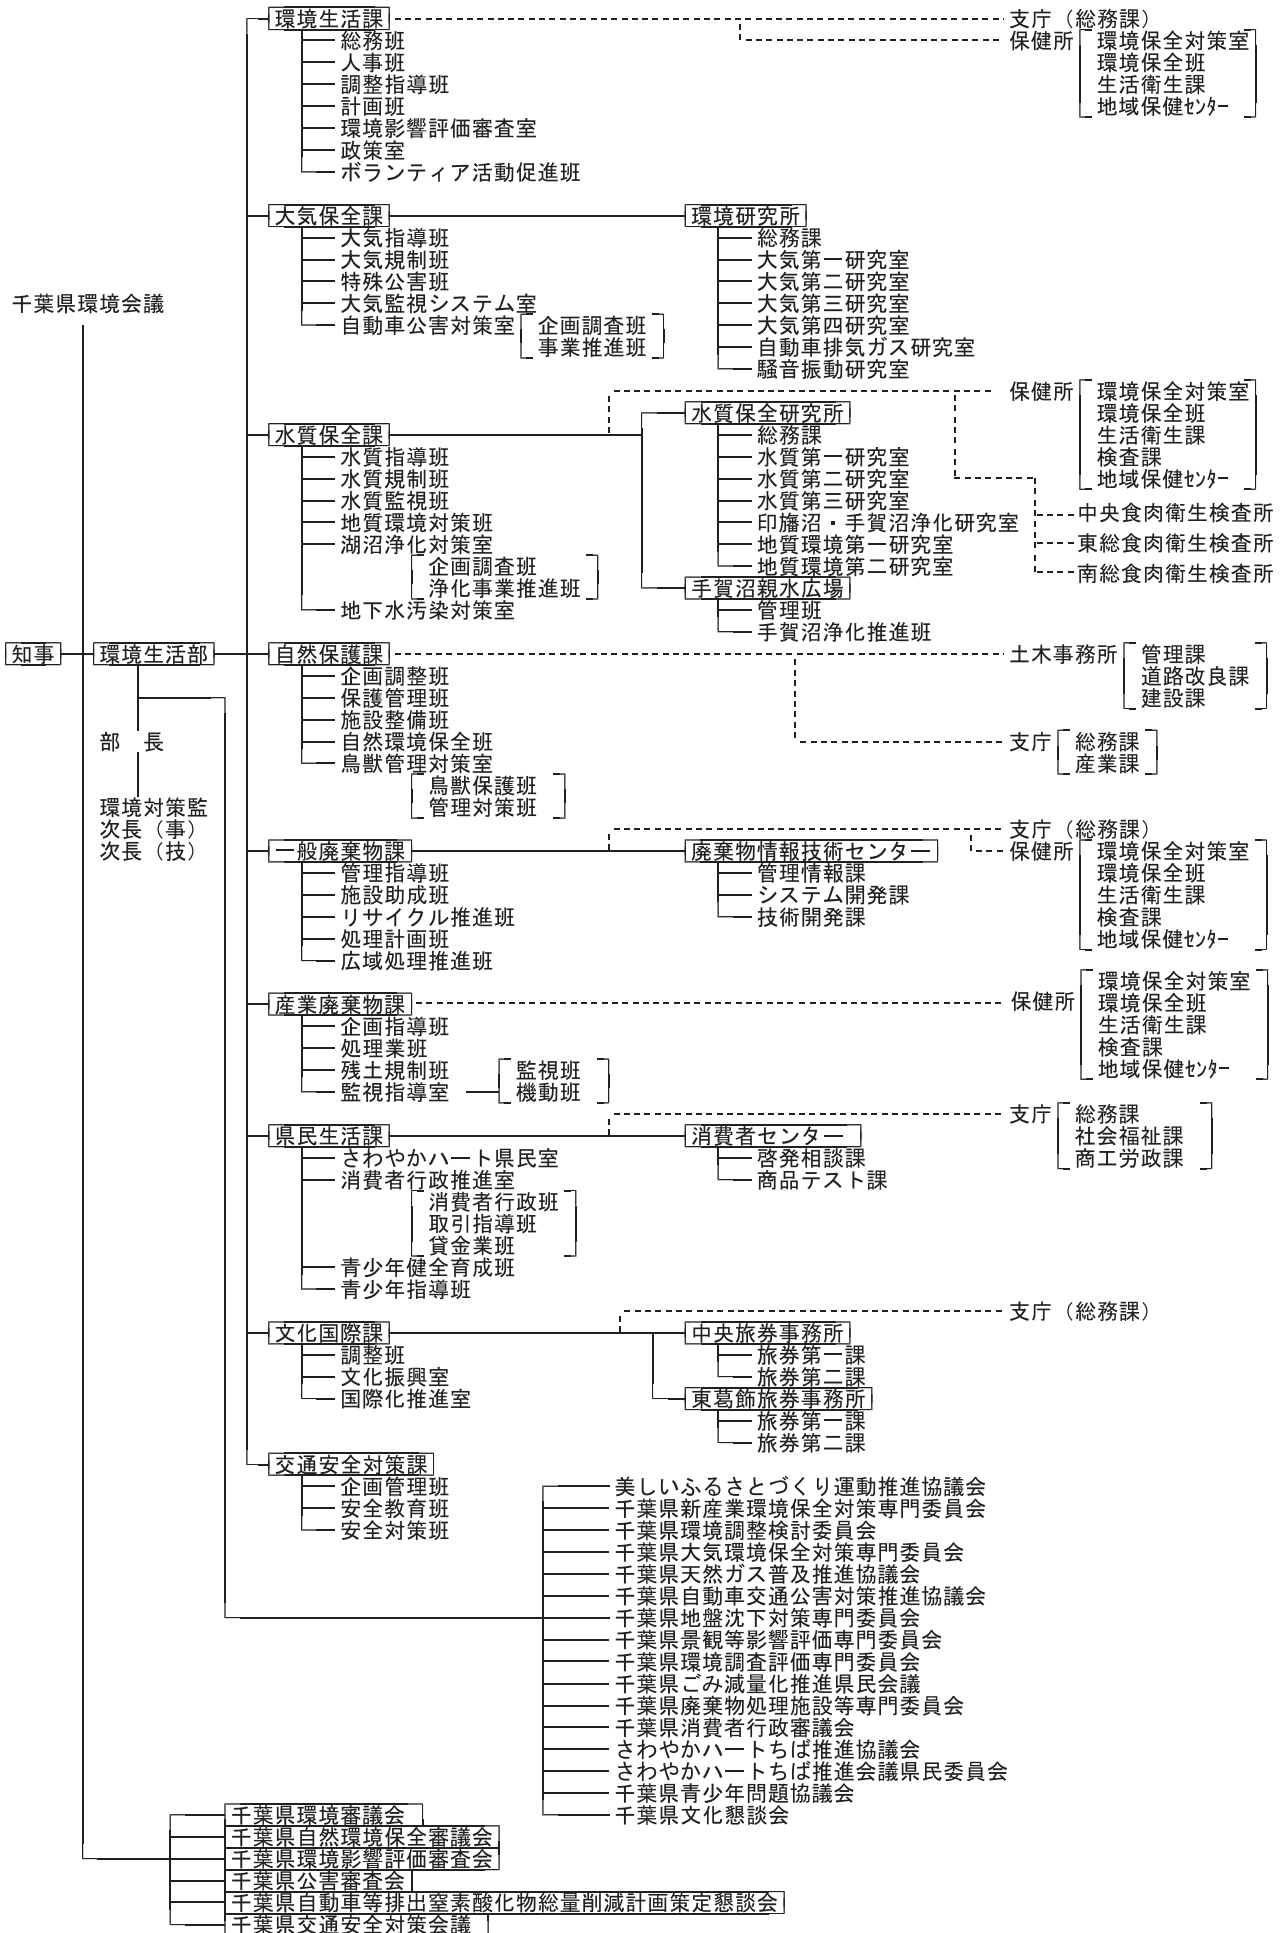 環境生活課
総務班
人事班
調整指導班
計画班
環境影響評価審査室
政策室
ボランティア活動促進班
支庁（総務課）
保健所
環境保全対策室
環境保全班
生活衛生課
地域保健ｾﾝﾀｰ
大気保全課
大気指導班
大気規制班
特殊公害班
大気監視システム室
自動車公害対策室
企画調査班
事業推進班
環境研究所
総務課
大気第一研究室
大気第二研究室
大気第三研究室
大気第四研究室
自動車排気ガス研究室
騒音振動研究室
千葉県環境会議
水質保全課
水質指導班
水質規制班
水質監視班
地質環境対策班
湖沼浄化対策室
企画調査班
浄化事業推進班
地下水汚染対策室
水質保全研究所
総務課
水質第一研究室
水質第二研究室
水質第三研究室
印旛沼・手賀沼浄化研究室
地質環境第一研究室
地質環境第二研究室
手賀沼親水広場
管理班
手賀沼浄化推進班
保健所
環境保全対策室
環境保全班
生活衛生課
検査課
地域保健ｾﾝﾀｰ
中央食肉衛生検査所
東総食肉衛生検査所
南総食肉衛生検査所
知事
環境生活部
部　長
環境対策監
次長（事）
次長（技）
自然保護課
企画調整班
保護管理班
施設整備班
自然環境保全班
鳥獣管理対策室
鳥獣保護班
管理対策班
土木事務所
管理課
道路改良課
建設課
支庁
総務課
産業課
一般廃棄物課
管理指導班
施設助成班
リサイクル推進班
処理計画班
広域処理推進班
廃棄物情報技術センター
管理情報課
システム開発課
技術開発課
支庁（総務課）
保健所
環境保全対策室
環境保全班
生活衛生課
検査課
地域保健ｾﾝﾀｰ
産業廃棄物課
企画指導班
処理業班
残土規制班
監視指導室
監視班
機動班
保健所
環境保全対策室
環境保全班
生活衛生課
検査課
地域保健ｾﾝﾀｰ
県民生活課
さわやかハート県民室
消費者行政推進室
消費者行政班
取引指導班
貸金業班
青少年健全育成班
青少年指導班
消費者センター
啓発相談課
商品テスト課
支庁
総務課
社会福祉課
商工労政課
文化国際課
調整班
文化振興室
国際化推進室
中央旅券事務所
旅券第一課
旅券第二課
東葛飾旅券事務所
旅券第一課
旅券第二課
支庁（総務課）
交通安全対策課
企画管理班
安全教育班
安全対策班
美しいふるさとづくり運動推進協議会
千葉県新産業環境保全対策専門委員会
千葉県環境調整検討委員会
千葉県大気環境保全対策専門委員会
千葉県天然ガス普及推進協議会
千葉県自動車交通公害対策推進協議会
千葉県地盤沈下対策専門委員会
千葉県景観等影響評価専門委員会
千葉県環境調査評価専門委員会
千葉県ごみ減量化推進県民会議
千葉県廃棄物処理施設等専門委員会
千葉県消費者行政審議会
さわやかハートちば推進協議会
さわやかハートちば推進会議県民委員会
千葉県青少年問題協議会
千葉県文化懇談会
千葉県環境審議会
千葉県自然環境保全審議会
千葉県環境影響評価審査会
千葉県公害審査会
千葉県自動車等排出窒素酸化物総量削減計画策定懇談会
千葉県交通安全対策会議